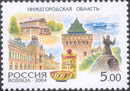 НИЖЕГОРОДСКАЯ ОБЛАСТЬ
РОССИЯ
ROSSIJA 2004
5.00